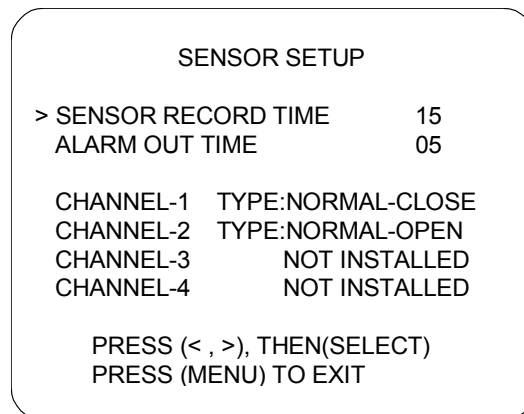 SENSOR SETUP
> SENSOR RECORD TIME 15
ALARM OUT TIME 05
CHANNEL-1 TYPE:NORMAL-CLOSE
CHANNEL-2 TYPE:NORMAL-OPEN
CHANNEL-3 NOT INSTALLED
CHANNEL-4 NOT INSTALLED
PRESS (< , >), THEN(SELECT)
PRESS (MENU) TO EXIT